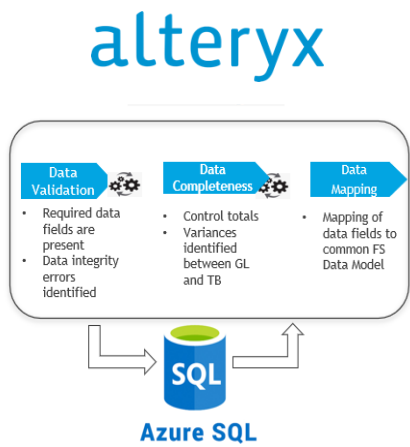 alteryx
Data
Validation
• Required data
fields are
present
• Data integrity
errors
identified
Data
Completeness
• Control totals
• Variances
identified
between GL
and TB
Data
Mapping
• Mapping of
data fields to
common FS
Data Model
SQL
Azure SQL